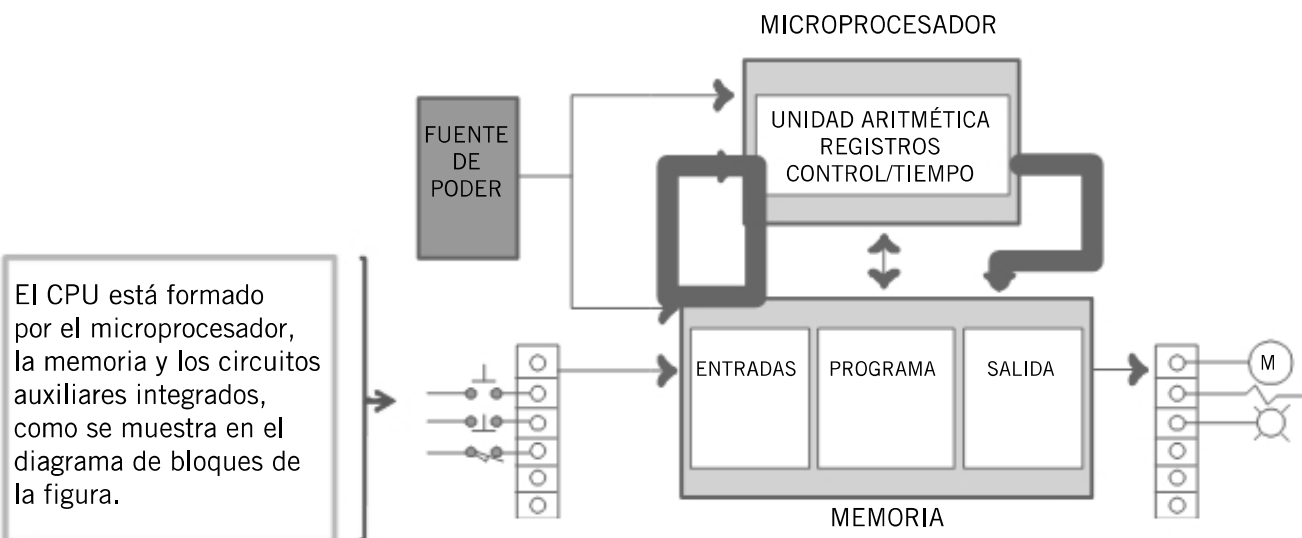 MICROPROCESADOR
FUENTE
DE
PODER
UNIDAD ARITMÉTICA
REGISTROS
CONTROL/TIEMPO
El CPU está formado
por el microprocesador,
la memoria y los circuitos
auxiliares integrados,
como se muestra en el
diagrama de bloques de
la figura.
ENTRADAS
PROGRAMA
SALIDA
M
MEMORIA